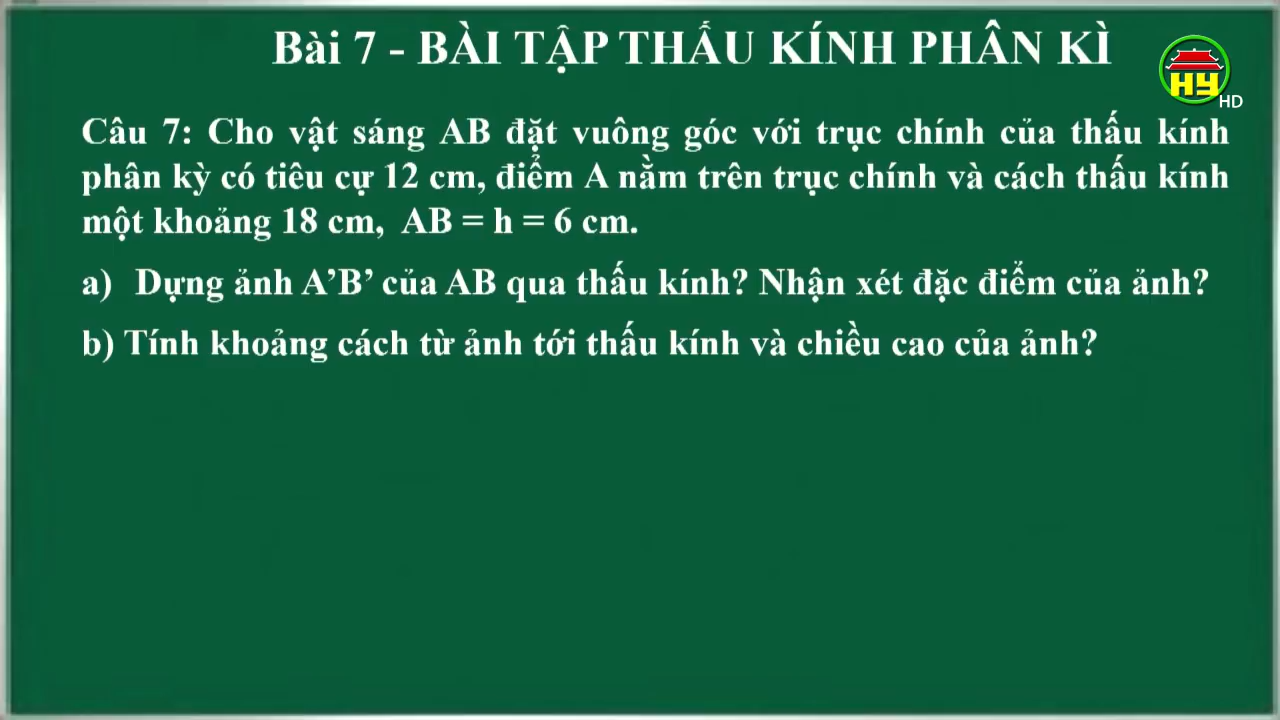 Bài 7 - BÀI TẬP THẤU KÍNH PHÂN KÌ
HY
HD
Câu 7: Cho vật sáng AB đặt vuông góc với trục chính của thấu kính
phân kỳ có tiêu cự 12 cm, điểm A nằm trên trục chính và cách thấu kính
một khoảng 18 cm, AB = h = 6 cm.
a) Dựng ảnh A’B’ của AB qua thấu kính? Nhận xét đặc điểm của ảnh?
b) Tính khoảng cách từ ảnh tới thấu kính và chiều cao của ảnh?